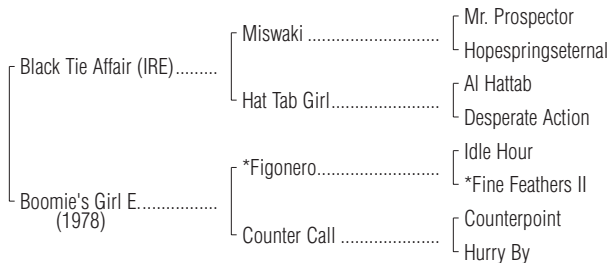 Mr. Prospector
Miswaki ........................
Hopespringseternal
Black Tie Affair (IRE).........
Al Hattab
Hat Tab Girl....................
Desperate Action
Idle Hour
*Figonero.......................
*Fine Feathers II
Boomie's Girl E.................
(1978)
Counterpoint
Counter Call ..................
Hurry By